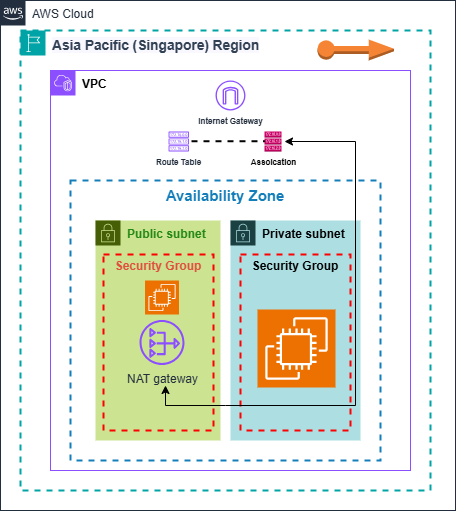 aws
AWS Cloud
Asia Pacific (Singapore) Region
VPC
Internet Gateway
Route Table
Assoication
Availability Zone
Public subnet
Private subnet
Security Group
Security Group
NAT gateway